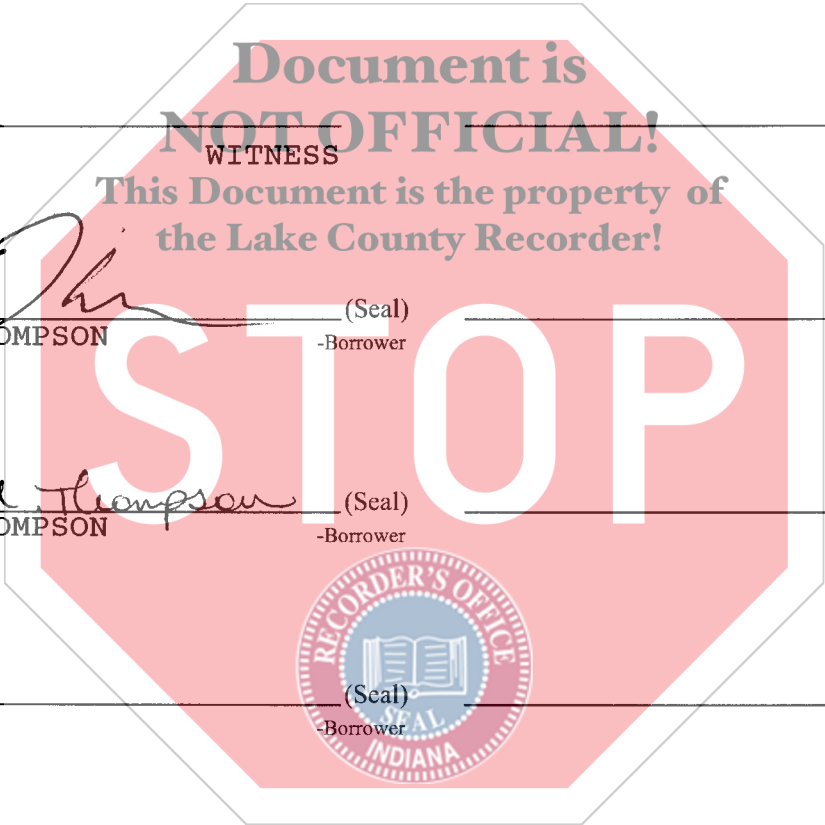 Document is
NOT OFFICIAL!
WITNESS
This Document is the property of
the Lake County Recorder!
(Seal)
OMPSON
-Borrower
STOP
Thompson (Seal)
OMPSON
-Borrower
RECORDER'S OFFICE
(Seal)
SEAL
-Borrower
INDIANA